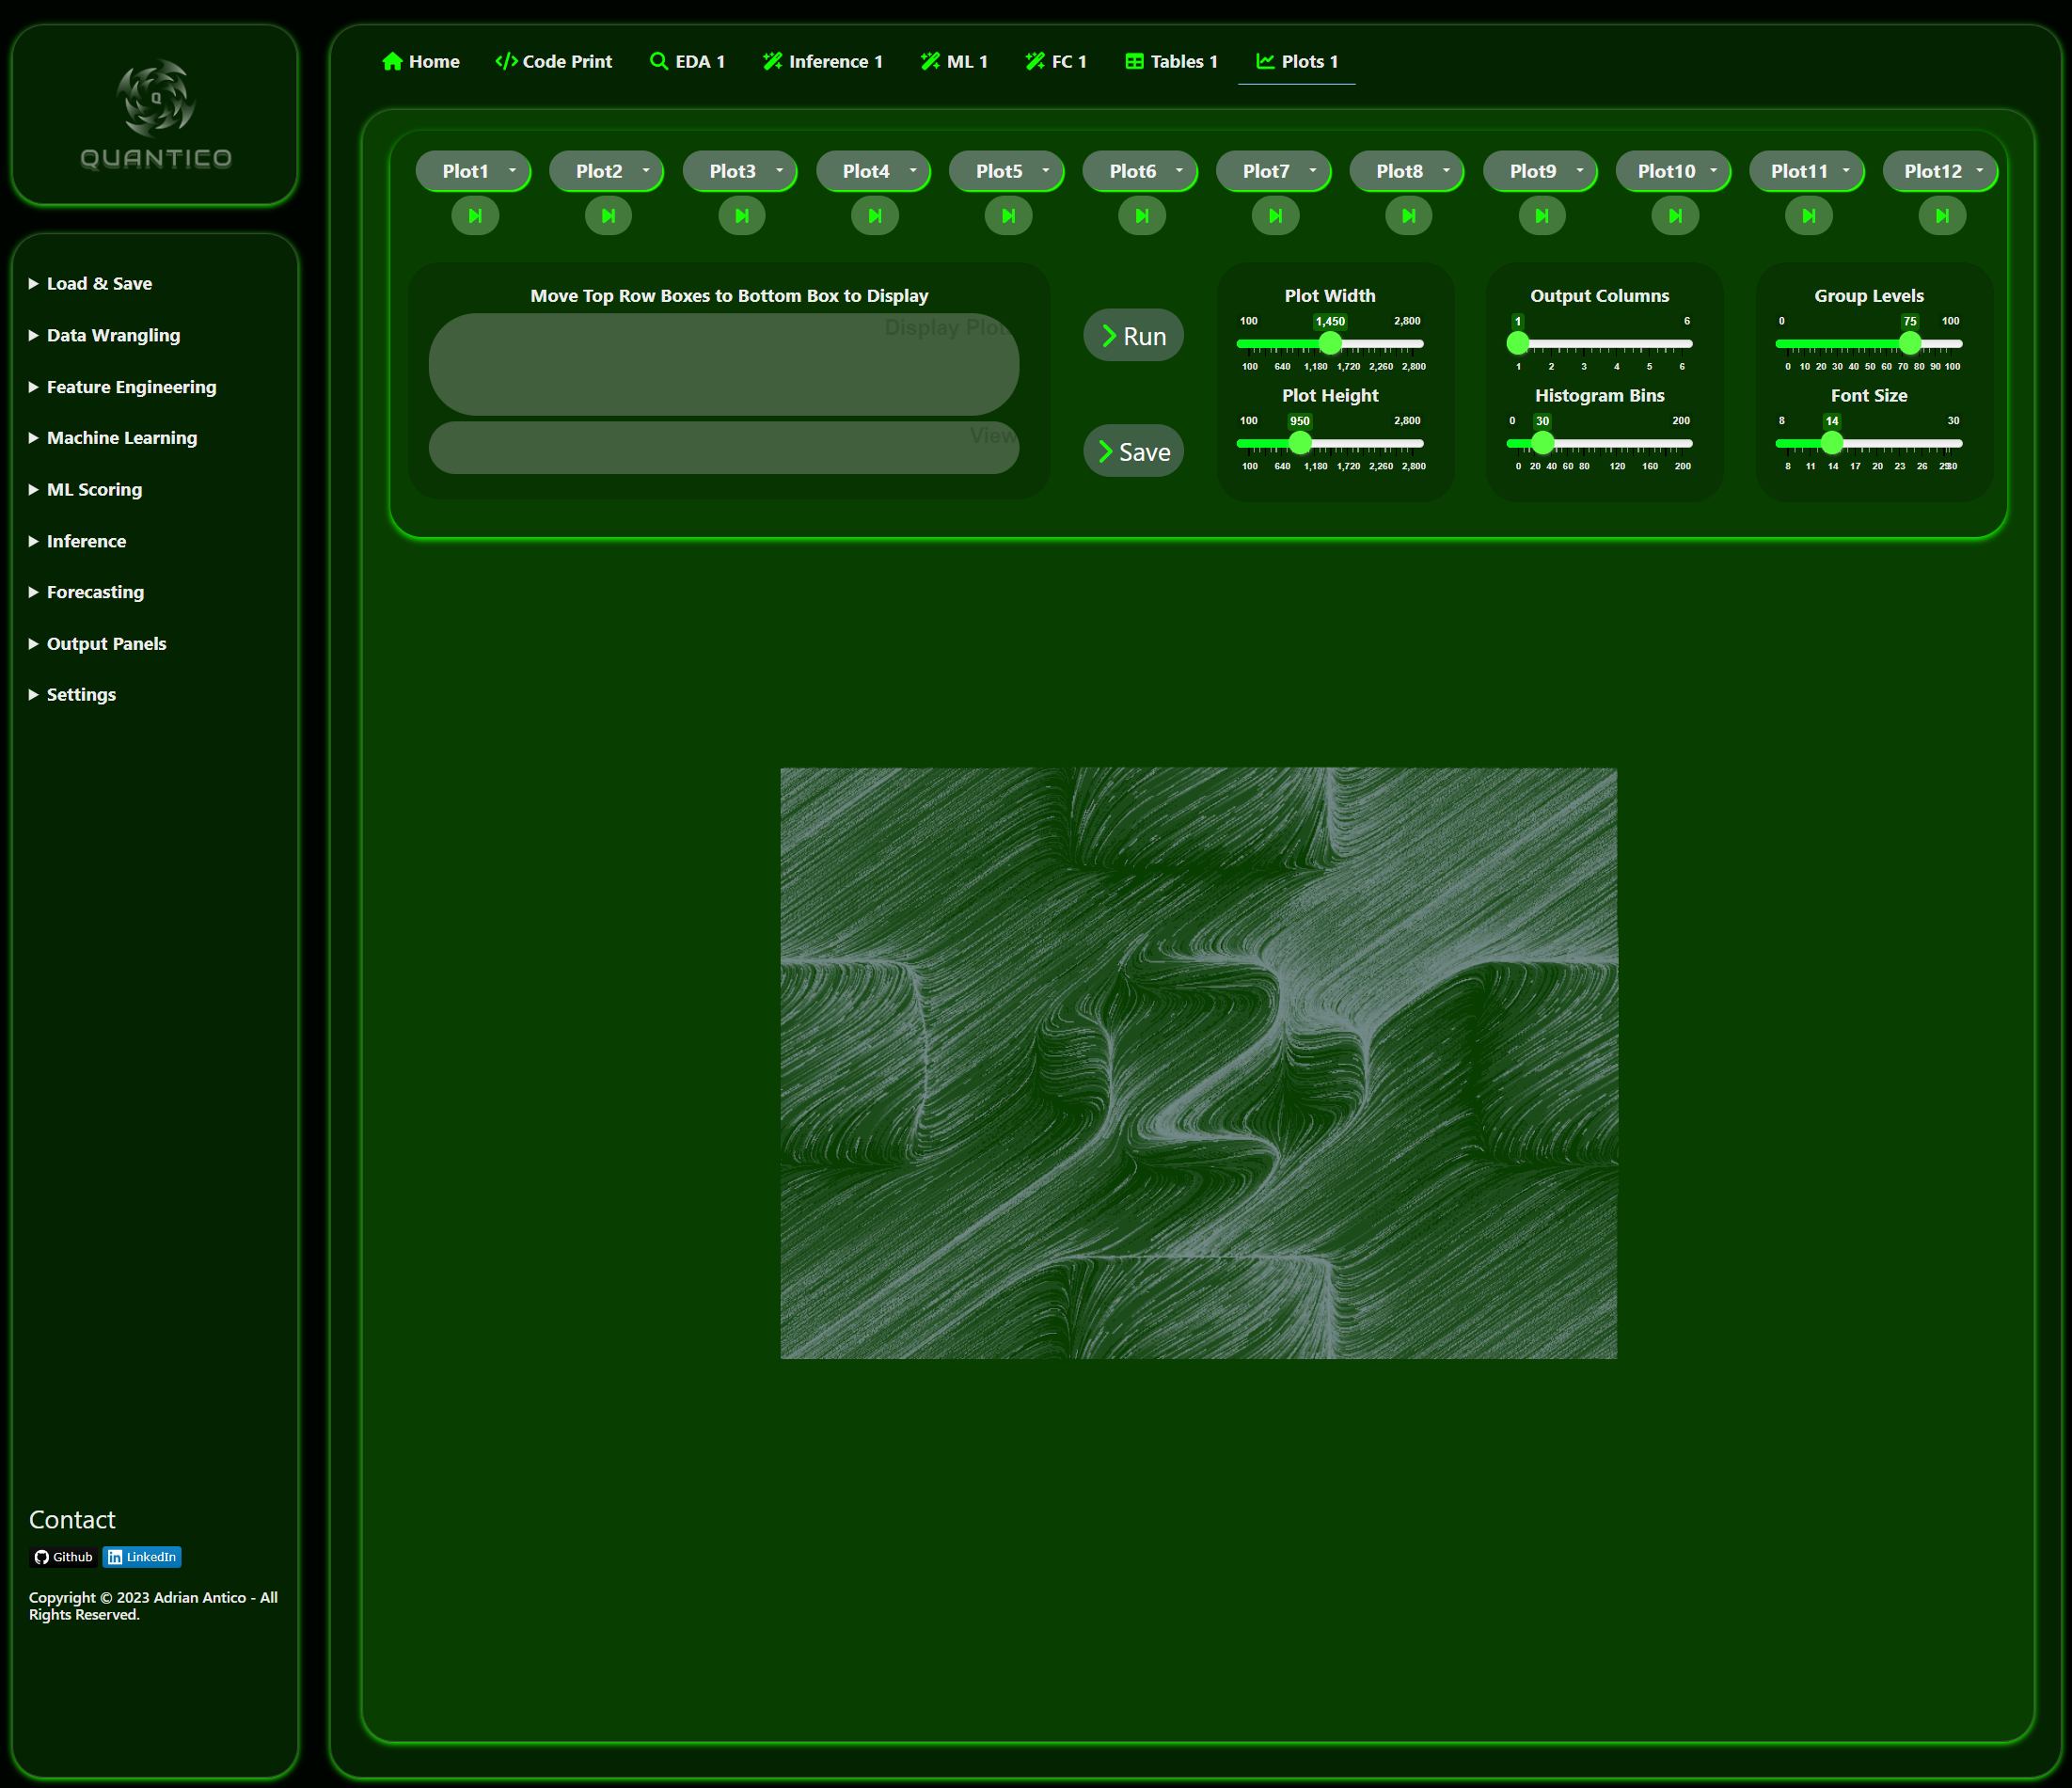 QUANTICO
Load & Save
Data Wrangling
Feature Engineering
Machine Learning
ML Scoring
Inference
Forecasting
Output Panels
Settings
Contact
Github LinkedIn
Copyright © 2023 Adrian Antico - All
Rights Reserved.
Home Code Print EDA 1 Inference 1 ML 1 FC 1 Tables 1 Plots 1
Plot1 Plot2 Plot3 Plot4 Plot5 Plot6 Plot7 Plot8 Plot9 Plot10 Plot11 Plot12
Move Top Row Boxes to Bottom Box to Display
Display Plot
View
Run
Save
Plot Width
100 1,450 2,800
100 640 1,180 1,720 2,260 2,800
Plot Height
100 950 2,800
100 640 1,180 1,720 2,260 2,800
Output Columns
1 6
1 2 3 4 5 6
Histogram Bins
0 30 200
0 20 40 60 80 120 160 200
Group Levels
0 75 100
0 10 20 30 40 50 60 70 80 90 100
Font Size
8 14 30
8 11 14 17 20 23 26 29 30